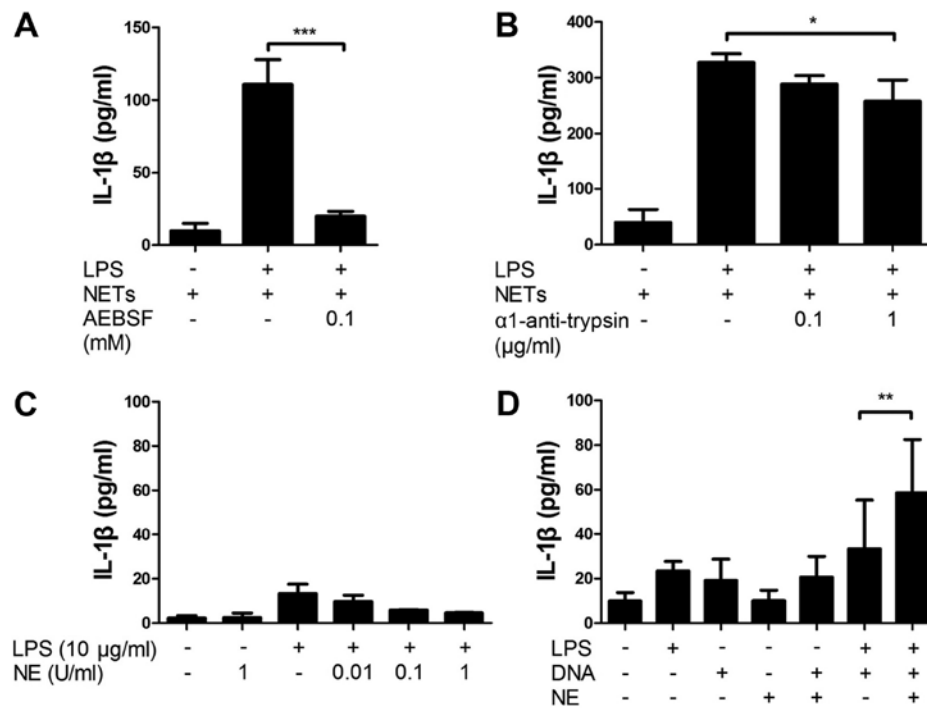 A
IL-1β (pg/ml)
150
100
50
0
***
LPS - + +
NETs + + +
AEBSF - - 0.1
(mM)
B
IL-1β (pg/ml)
400
300
200
100
0
*
LPS - + + +
NETs + + + +
α1-anti-trypsin - - 0.1 1
(µg/ml)
C
IL-1β (pg/ml)
100
80
60
40
20
0
LPS (10 µg/ml) - - + + + +
NE (U/ml) - 1 - 0.01 0.1 1
D
IL-1β (pg/ml)
100
80
60
40
20
0
**
LPS - + - - - + +
DNA - - + - + + +
NE - - - + + - +